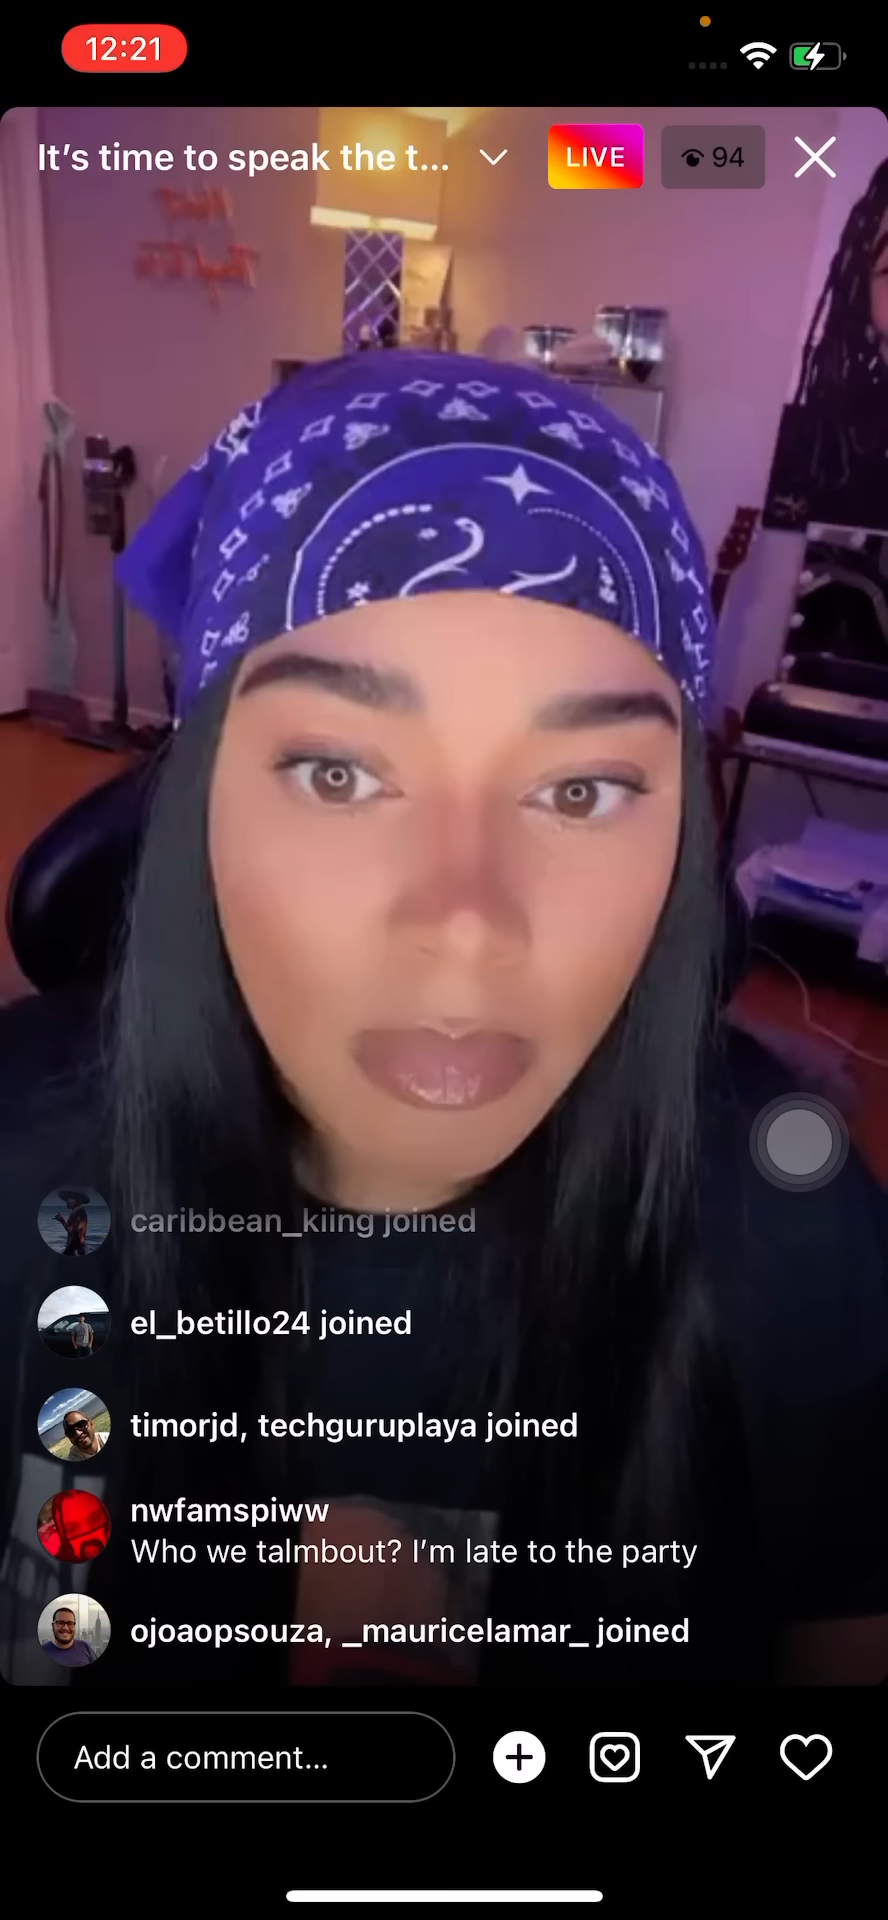 12:21
It’s time to speak the t...
LIVE
94
caribbean_kiing joined
el_betillo24 joined
timorjd, techguruplaya joined
nwfamspiww
Who we talmbout? I’m late to the party
ojoaopsouza, _mauricelamar_ joined
Add a comment...